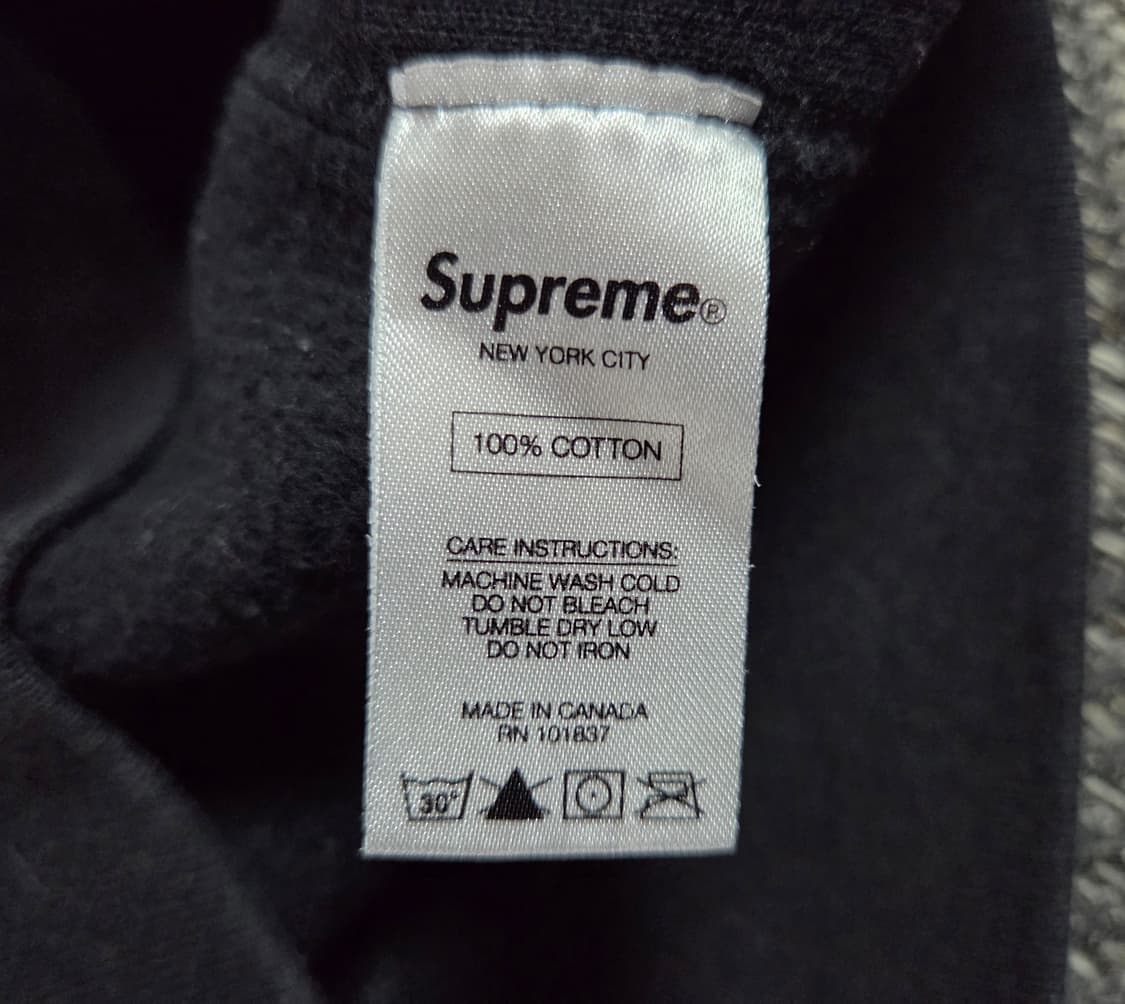 Supreme®
NEW YORK CITY
100% COTTON
CARE INSTRUCTIONS:
MACHINE WASH COLD
DO NOT BLEACH
TUMBLE DRY LOW
DO NOT IRON
MADE IN CANADA
RN 101837
30°